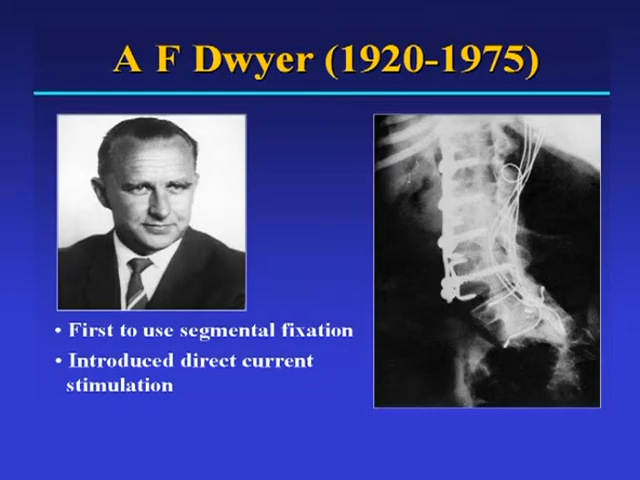 A F Dwyer (1920-1975)
• First to use segmental fixation
• Introduced direct current
stimulation